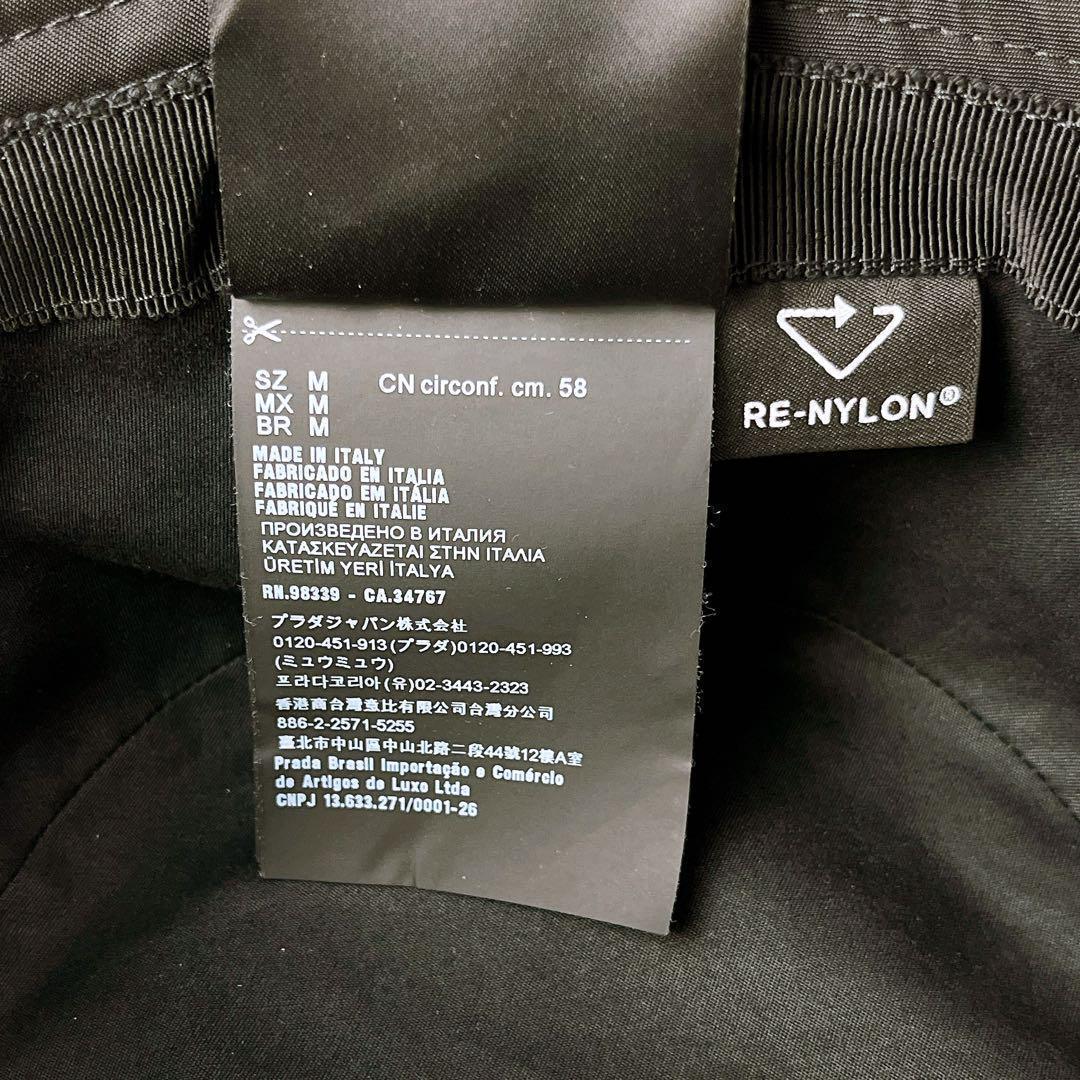 SZ M CN circonf. cm. 58
MX M
BR M
MADE IN ITALY
FABRICADO EN ITALIA
FABRICADO EM ITÁLIA
FABRIQUÉ EN ITALIE
ПРОИЗВЕДЕНО В ИТАЛИЯ
ΚΑΤΑΣΚΕΥΑΖΕΤΑΙ ΣΤΗΝ ΙΤΑΛΙΑ
ÜRETİM YERİ İTALYA
RN.98339 - CA.34767
プラダジャパン株式会社
0120-451-913(プラダ)0120-451-993
(ミュウミュウ)
프라다코리아(유)02-3443-2323
香港商台灣意比有限公司台灣分公司
886-2-2571-5255
臺北市中山區中山北路二段44號12樓A室
Prada Brasil Importação e Comércio
de Artigos de Luxo Ltda
CNPJ 13.633.271/0001-26
RE-NYLON®